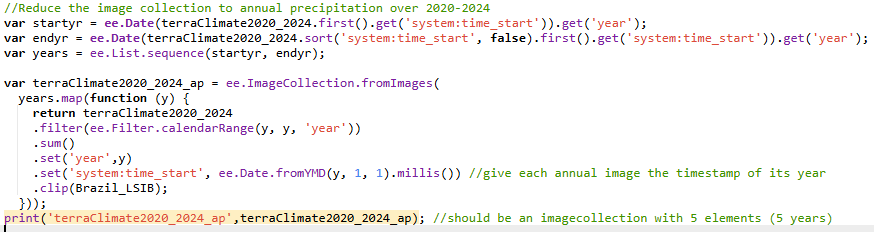 //Reduce the image collection to annual precipitation over 2020-2024
var startyr = ee.Date(terraClimate2020_2024.first().get('system:time_start')).get('year');
var endyr = ee.Date(terraClimate2020_2024.sort('system:time_start', false).first().get('system:time_start')).get('year');
var years = ee.List.sequence(startyr, endyr);

var terraClimate2020_2024_ap = ee.ImageCollection.fromImages(
  years.map(function (y) {
    return terraClimate2020_2024
    .filter(ee.Filter.calendarRange(y, y, 'year'))
    .sum()
    .set('year',y)
    .set('system:time_start', ee.Date.fromYMD(y, 1, 1).millis()) //give each annual image the timestamp of its year
    .clip(Brazil_LSIB);
  }));
print('terraClimate2020_2024_ap',terraClimate2020_2024_ap); //should be an imagecollection with 5 elements (5 years)